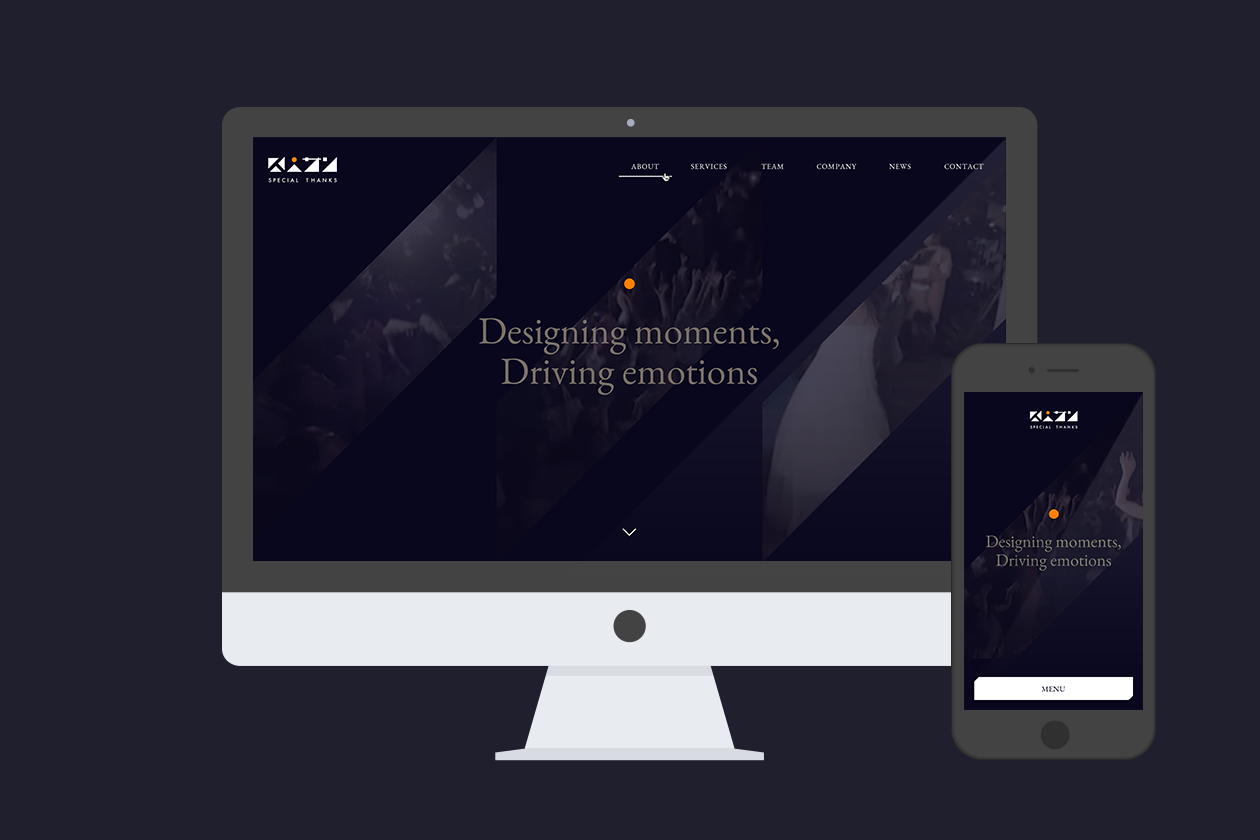 SPECIAL THANKS
ABOUT SERVICES TEAM COMPANY NEWS CONTACT
Designing moments,
Driving emotions
SPECIAL THANKS
Designing moments,
Driving emotions
MENU